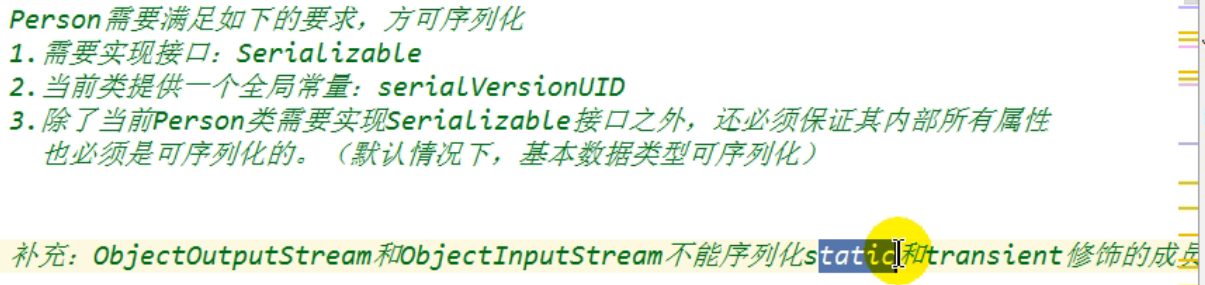 Person需要满足如下的要求，方可序列化
1.需要实现接口：Serializable
2.当前类提供一个全局常量：serialVersionUID
3.除了当前Person类需要实现Serializable接口之外，还必须保证其内部所有属性
也必须是可序列化的。（默认情况下，基本数据类型可序列化）
补充：ObjectOutputStream和ObjectInputStream不能序列化static和transient修饰的成员